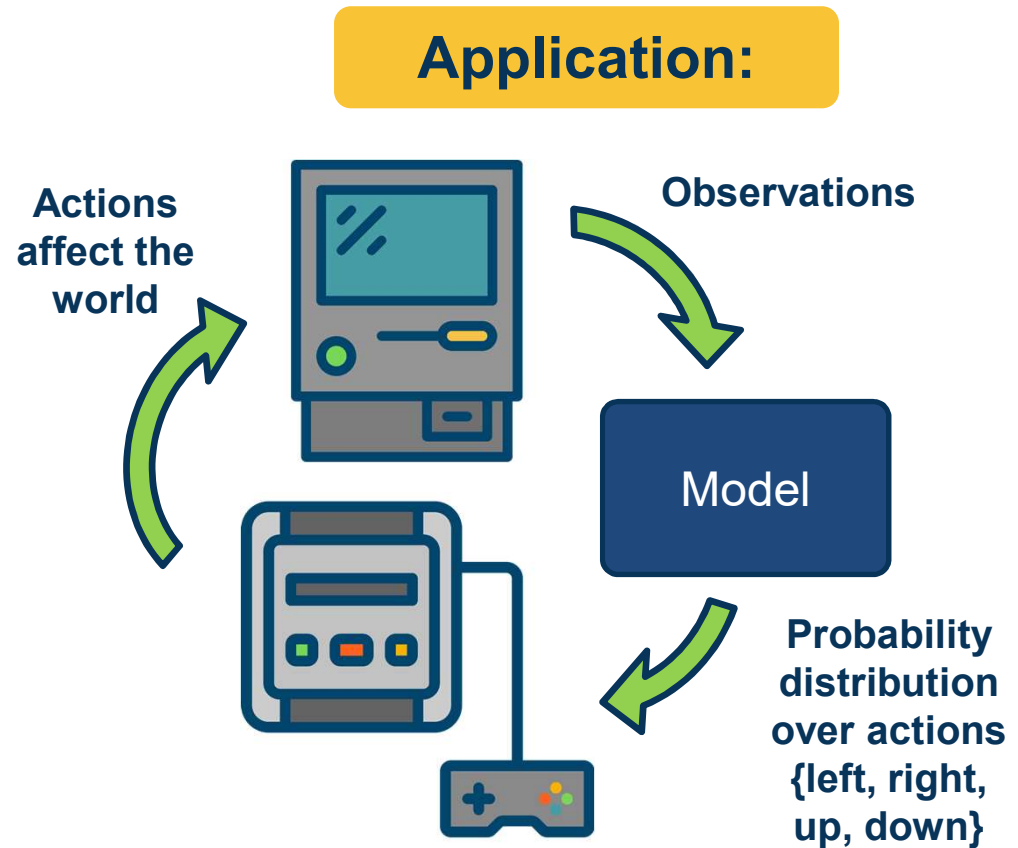 Application:
Actions
affect the
world
Observations
Model
Probability
distribution
over actions
{left, right,
up, down}